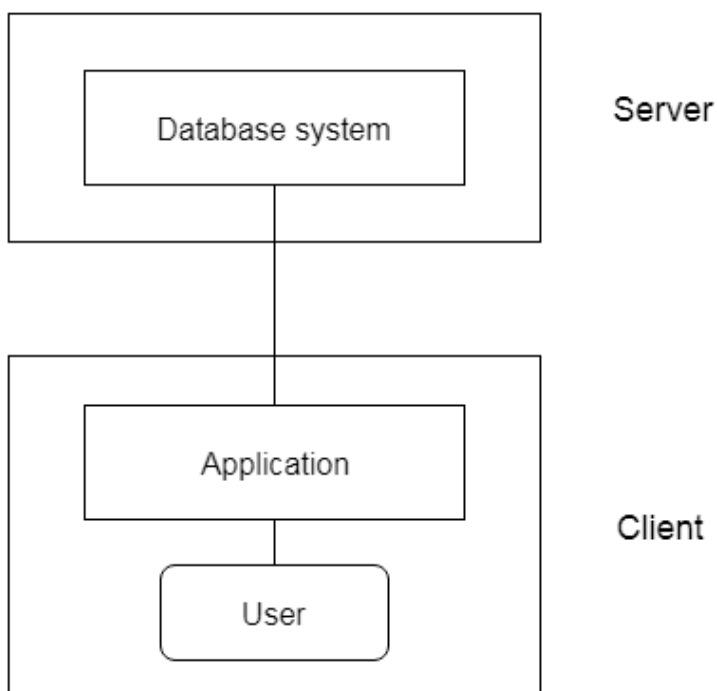 Database system
Server
Application
Client
User